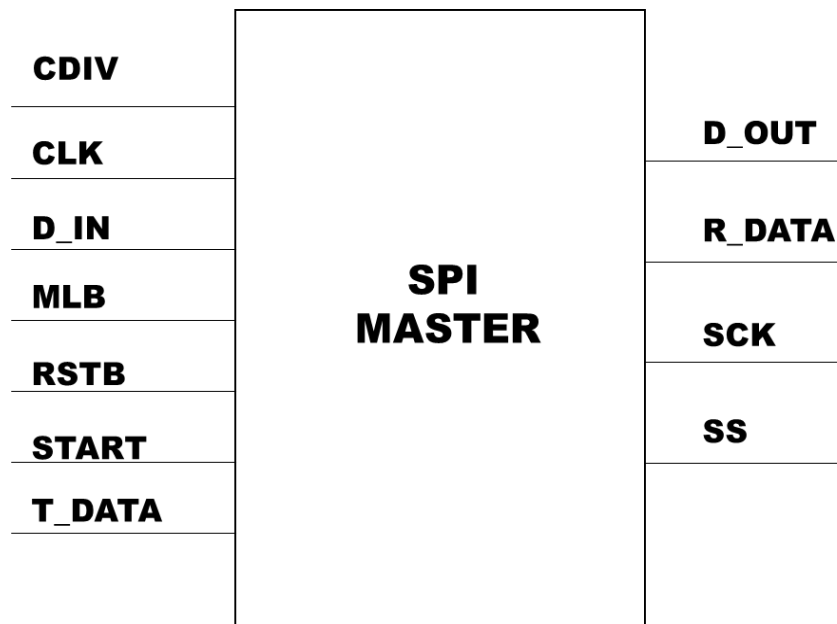 CDIV
CLK
D_IN
MLB
RSTB
START
T_DATA
SPI
MASTER
D_OUT
R_DATA
SCK
SS